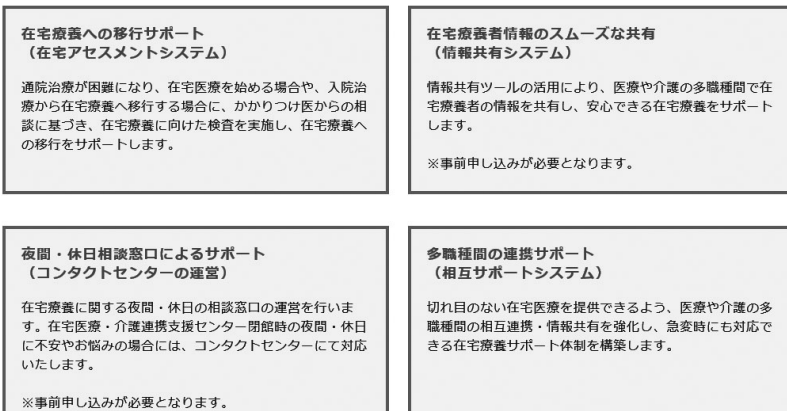 在宅療養への移行サポート
（在宅アセスメントシステム）
通院治療が困難になり、在宅医療を始める場合や、入院治
療から在宅療養へ移行する場合に、かかりつけ医からの相
談に基づき、在宅療養に向けた検査を実施し、在宅療養へ
の移行をサポートします。
在宅療養者情報のスムーズな共有
（情報共有システム）
情報共有ツールの活用により、医療や介護の多職種間で在
宅療養者の情報を共有し、安心できる在宅療養をサポート
します。
※事前申し込みが必要となります。
夜間・休日相談窓口によるサポート
（コンタクトセンターの運営）
在宅療養に関する夜間・休日の相談窓口の運営を行いま
す。在宅医療・介護連携支援センター閉館時の夜間・休日
に不安やお悩みの場合には、コンタクトセンターにて対応
いたします。
※事前申し込みが必要となります。
多職種間の連携サポート
（相互サポートシステム）
切れ目のない在宅医療を提供できるよう、医療や介護の多
職種間の相互連携・情報共有を強化し、急変時にも対応で
きる在宅療養サポート体制を構築します。